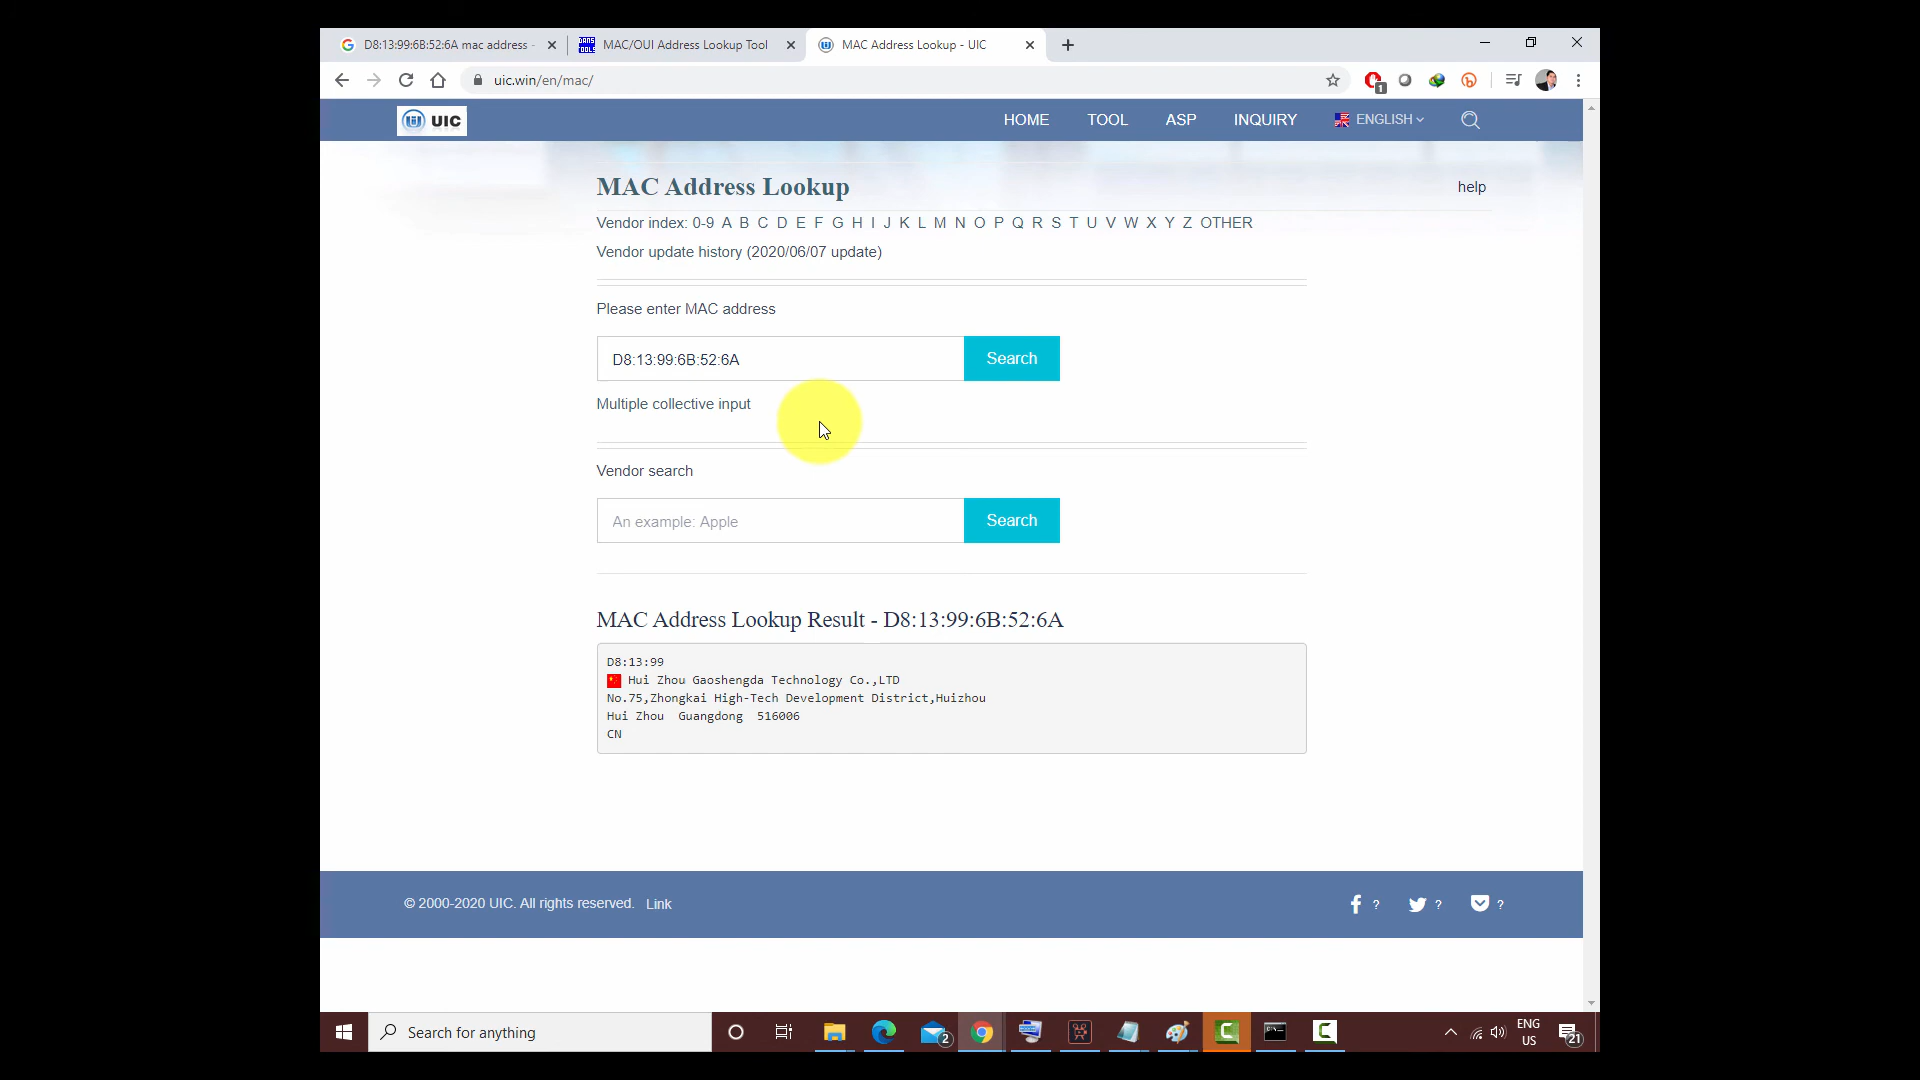 D8:13:99:6B:52:6A mac address -
MAC/OUI Address Lookup Tool
MAC Address Lookup - UIC
uic.win/en/mac/
1
UIC
HOME
TOOL
ASP
INQUIRY
ENGLISH
MAC Address Lookup
help
Vendor index: 0-9 A B C D E F G H I J K L M N O P Q R S T U V W X Y Z OTHER
Vendor update history (2020/06/07 update)
Please enter MAC address
D8:13:99:6B:52:6A
Search
Multiple collective input
Vendor search
An example: Apple
Search
MAC Address Lookup Result - D8:13:99:6B:52:6A
D8:13:99
Hui Zhou Gaoshengda Technology Co.,LTD
No.75,Zhongkai High-Tech Development District,Huizhou
Hui Zhou Guangdong 516006
CN
© 2000-2020 UIC. All rights reserved. Link
?
?
?
Search for anything
2
ENG
US
21